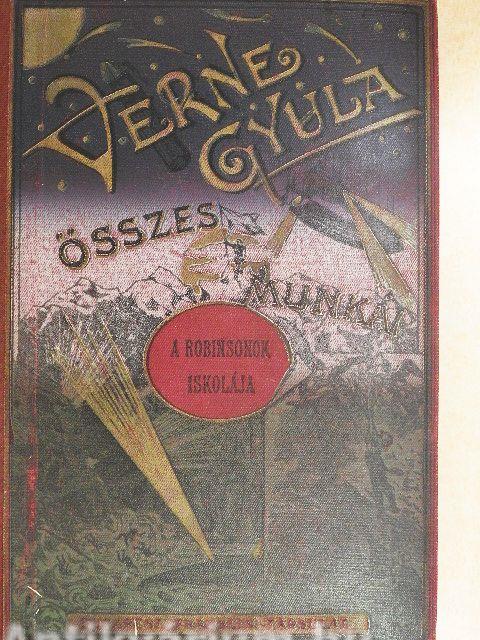 VERNE
GYULA
ÖSSZES
MUNKÁI
A ROBINSONOK
ISKOLÁJA